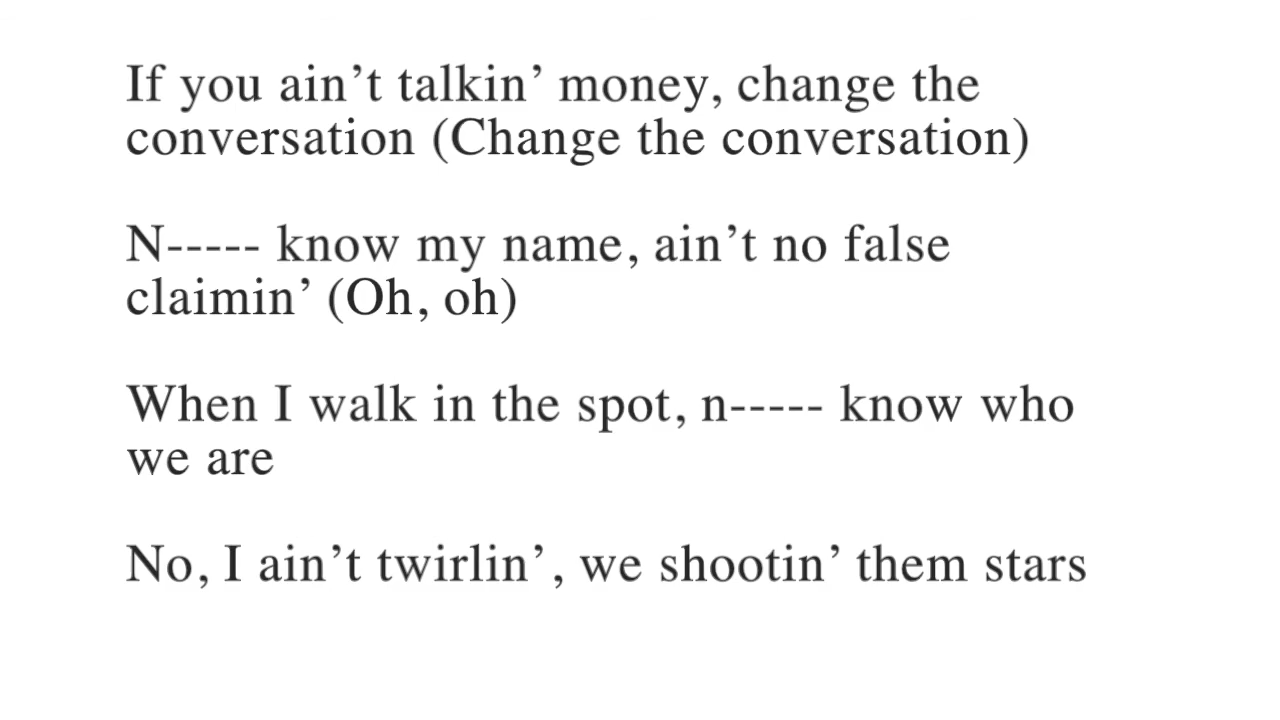 If you ain’t talkin’ money, change the
conversation (Change the conversation)
N----- know my name, ain’t no false
claimin’ (Oh, oh)
When I walk in the spot, n----- know who
we are
No, I ain’t twirlin’, we shootin’ them stars